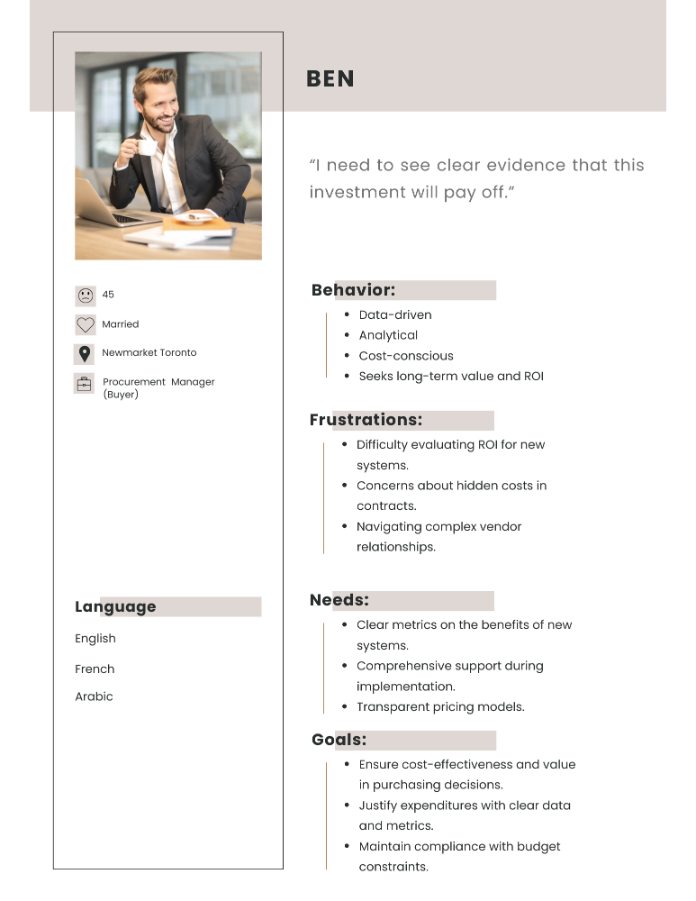 BEN
“I need to see clear evidence that this
investment will pay off.”
45
Married
Newmarket Toronto
Procurement Manager
(Buyer)
Language
English
French
Arabic
Behavior:
Data-driven
Analytical
Cost-conscious
Seeks long-term value and ROI
Frustrations:
Difficulty evaluating ROI for new
systems.
Concerns about hidden costs in
contracts.
Navigating complex vendor
relationships.
Needs:
Clear metrics on the benefits of new
systems.
Comprehensive support during
implementation.
Transparent pricing models.
Goals:
Ensure cost-effectiveness and value
in purchasing decisions.
Justify expenditures with clear data
and metrics.
Maintain compliance with budget
constraints.